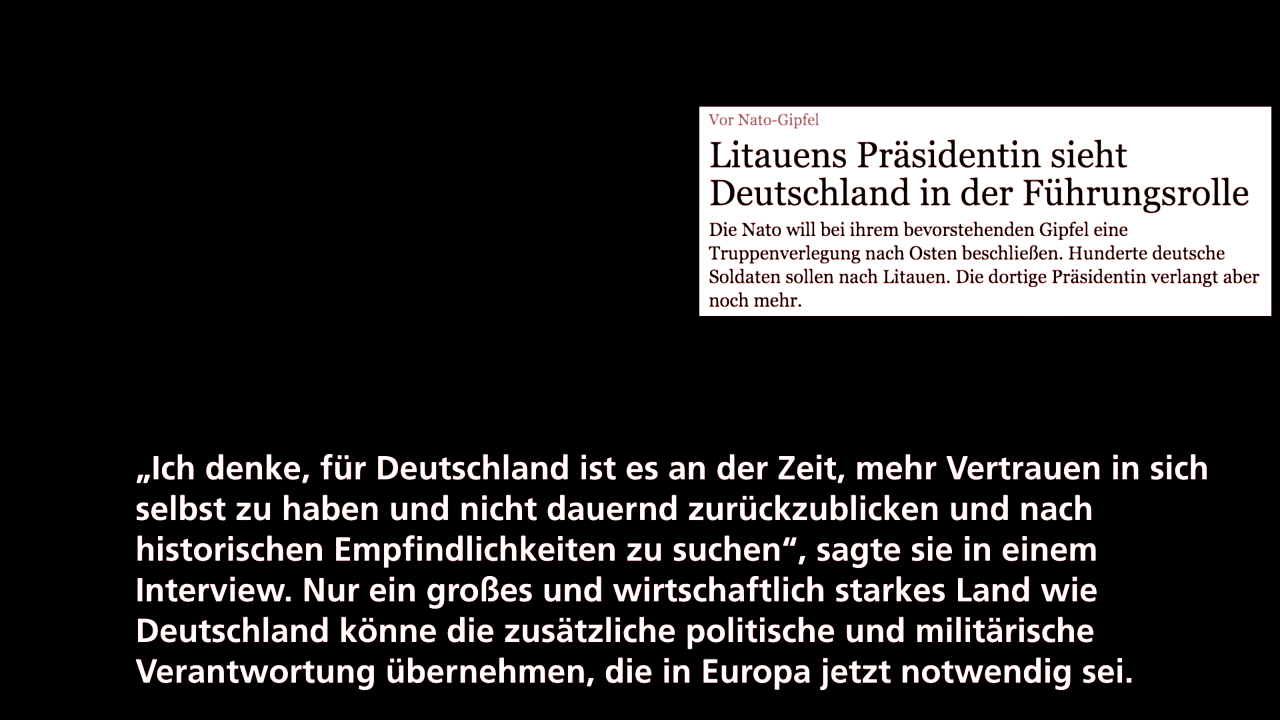 Vor Nato-Gipfel
Litauens Präsidentin sieht
Deutschland in der Führungsrolle
Die Nato will bei ihrem bevorstehenden Gipfel eine
Truppenverlegung nach Osten beschließen. Hunderte deutsche
Soldaten sollen nach Litauen. Die dortige Präsidentin verlangt aber
noch mehr.
„Ich denke, für Deutschland ist es an der Zeit, mehr Vertrauen in sich
selbst zu haben und nicht dauernd zurückzublicken und nach
historischen Empfindlichkeiten zu suchen“, sagte sie in einem
Interview. Nur ein großes und wirtschaftlich starkes Land wie
Deutschland könne die zusätzliche politische und militärische
Verantwortung übernehmen, die in Europa jetzt notwendig sei.